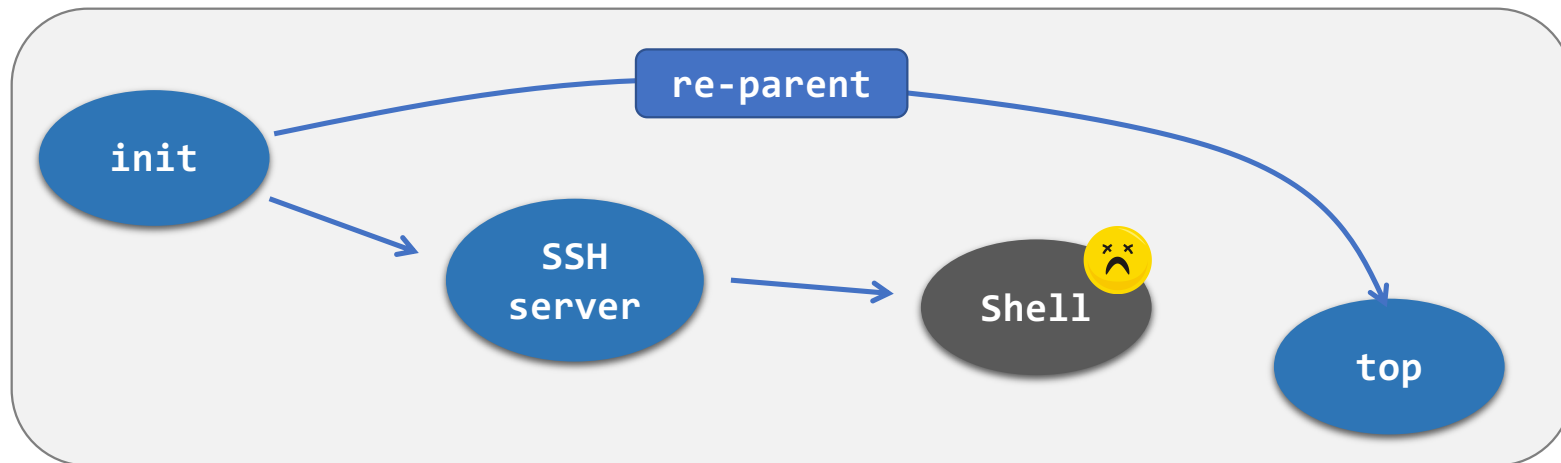 re-parent
init
SSH
server
Shell
top